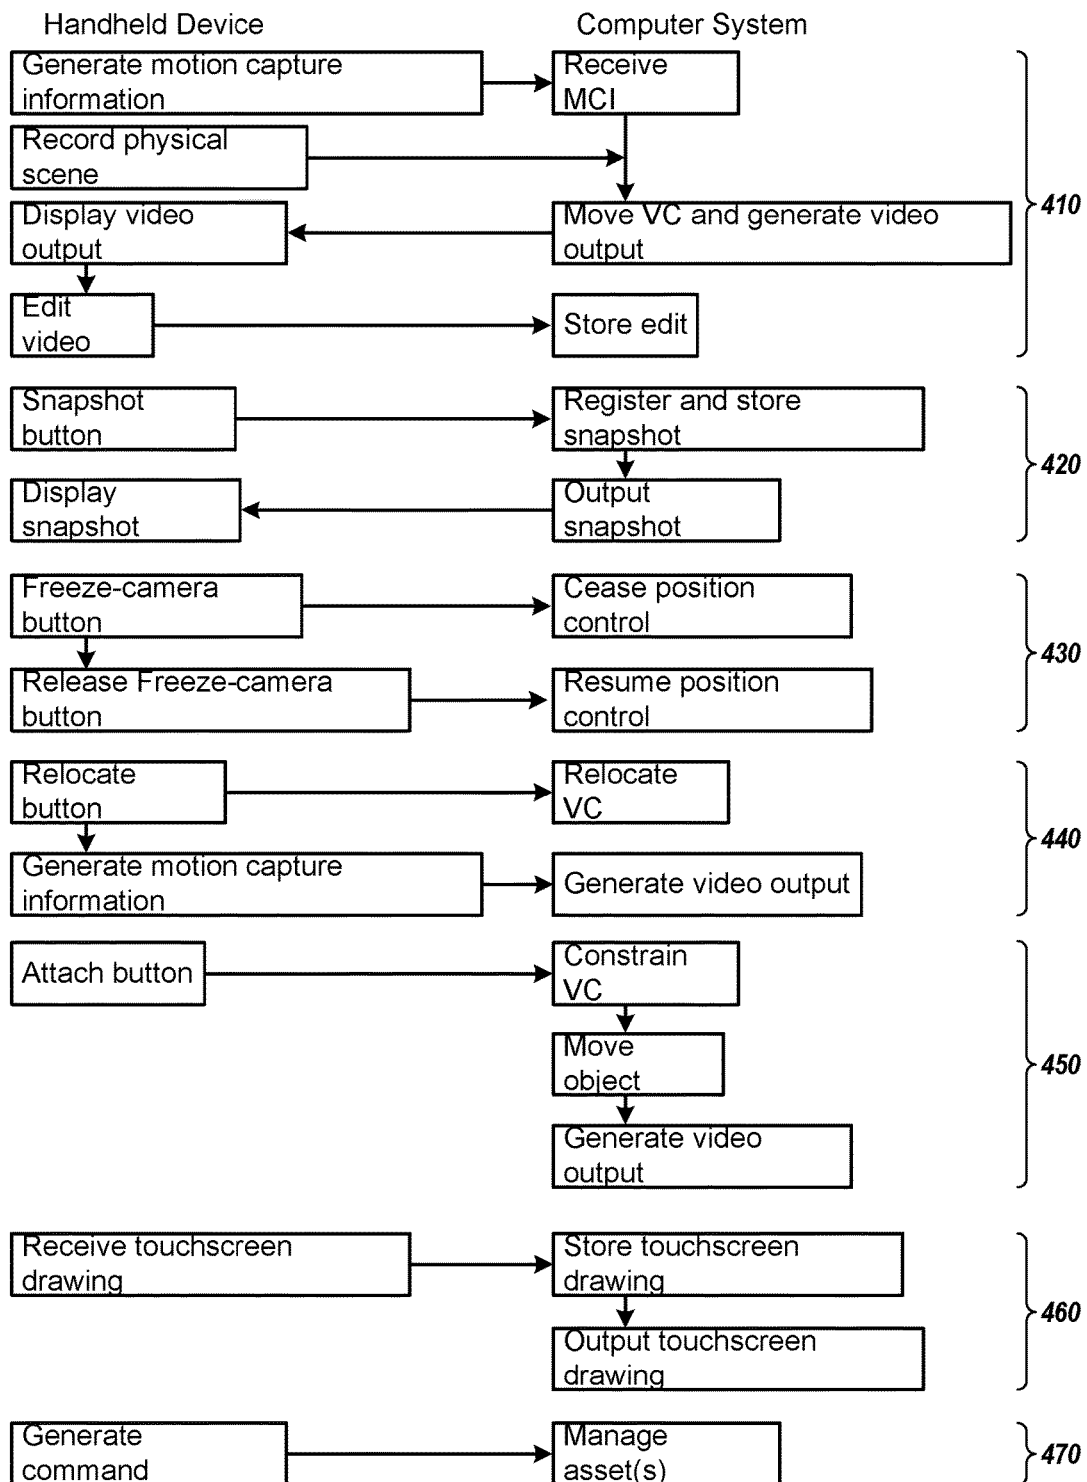 Handheld Device
Computer System
Generate motion capture
information
Receive
MCI
Record physical
scene
Display video
output
Move VC and generate video
output
410
Edit
video
Store edit
Snapshot
button
Register and store
snapshot
420
Display
snapshot
Output
snapshot
Freeze-camera
button
Cease position
control
430
Release Freeze-camera
button
Resume position
control
Relocate
button
Relocate
VC
440
Generate motion capture
information
Generate video output
Attach button
Constrain
VC
Move
object
450
Generate video
output
Receive touchscreen
drawing
Store touchscreen
drawing
460
Output touchscreen
drawing
Generate
command
Manage
asset(s)
470